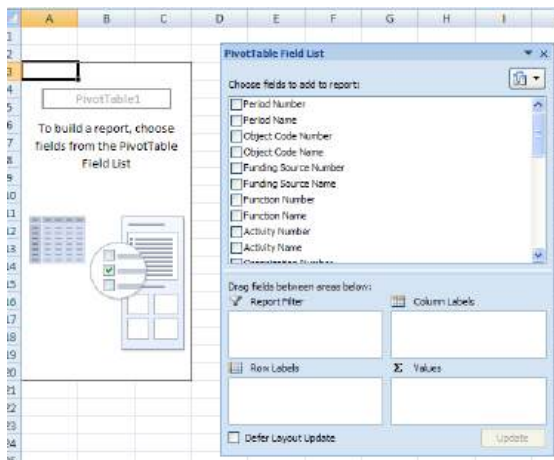 A B C D E F G H I
1
2
3
4
5
6
7
8
9
10
11
12
13
14
15
16
17
18
19
20
21
22
23
24
PivotTable1
To build a report, choose
fields from the PivotTable
Field List
PivotTable Field List
Choose fields to add to report:
Period Number
Period Name
Object Code Number
Object Code Name
Funding Source Number
Funding Source Name
Function Number
Function Name
Activity Number
Activity Name
Organization Number
Drag fields between areas below:
Report Filter
Column Labels
Row Labels
Σ Values
Defer Layout Update
Update